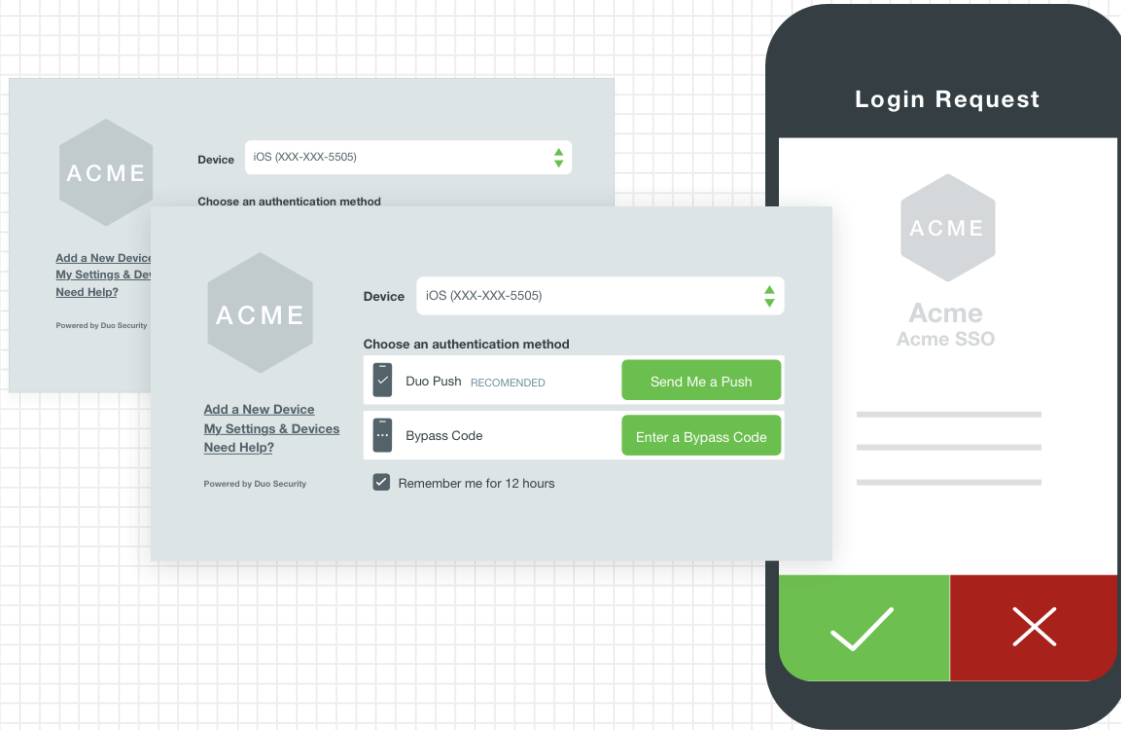 ACME
Device iOS (XXX-XXX-5505)
Choose an authentication method
Add a New Device
My Settings & De
Need Help?
Powered by Duo Security
ACME
Device iOS (XXX-XXX-5505)
Choose an authentication method
Duo Push RECOMENDED Send Me a Push
Bypass Code Enter a Bypass Code
Remember me for 12 hours
Add a New Device
My Settings & Devices
Need Help?
Powered by Duo Security
Login Request
ACME
Acme
Acme SSO